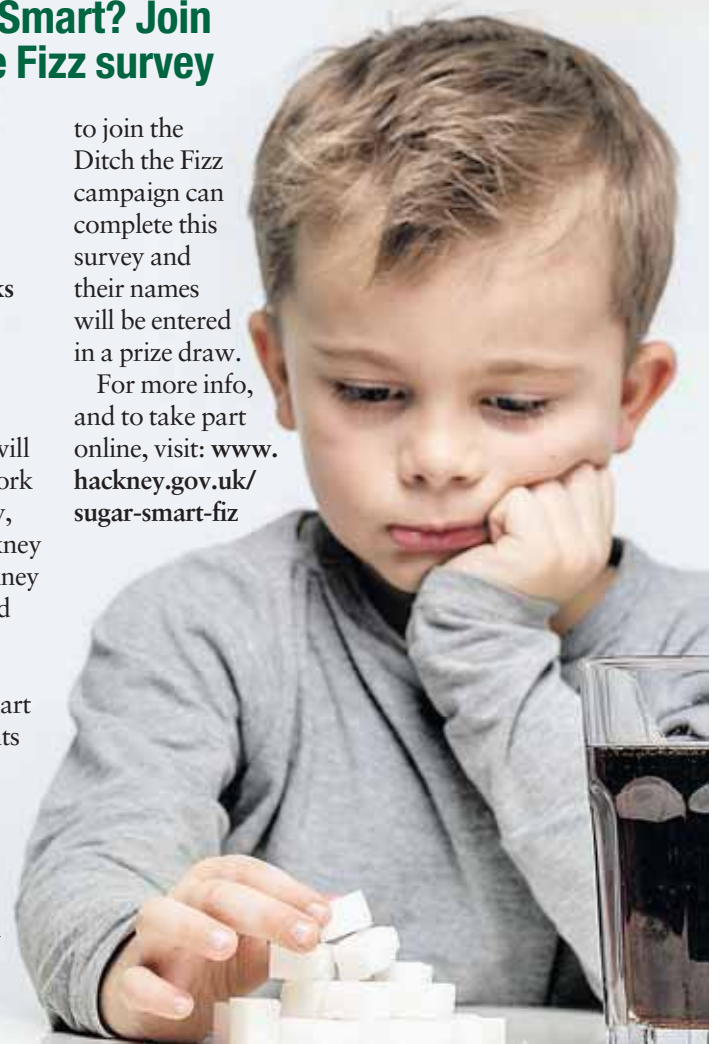 Smart? Join
e Fizz survey
ks
ill
ork
y,
kney
ney
d
art
ts
to join the
Ditch the Fizz
campaign can
complete this
survey and
their names
will be entered
in a prize draw.
For more info,
and to take part
online, visit: www.
hackney.gov.uk/
sugar-smart-fiz